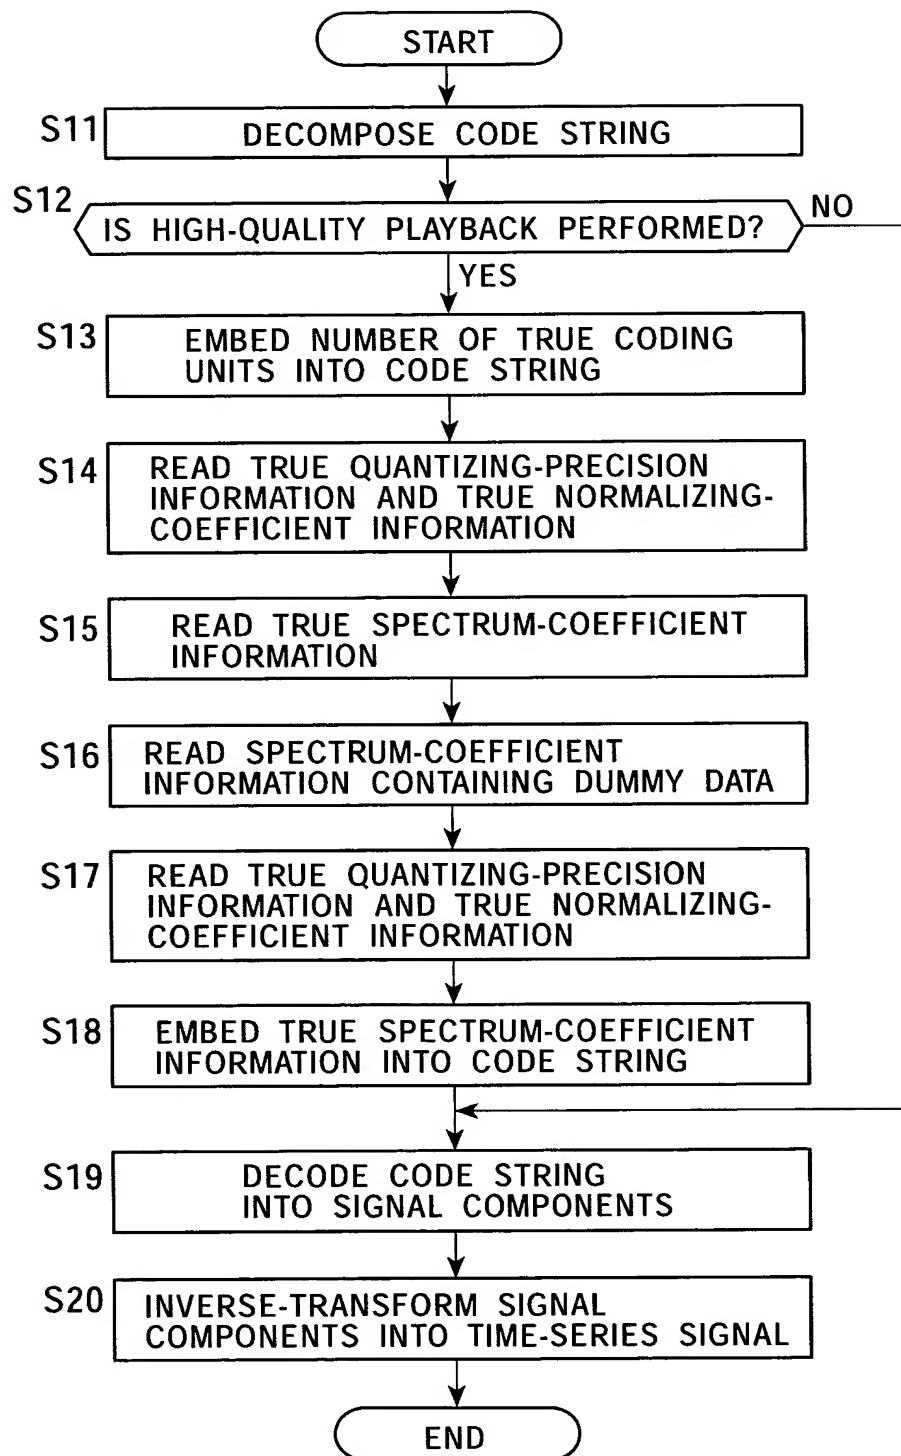 START
S11
DECOMPOSE CODE STRING
S12
IS HIGH-QUALITY PLAYBACK PERFORMED?
NO
YES
S13
EMBED NUMBER OF TRUE CODING
UNITS INTO CODE STRING
S14
READ TRUE QUANTIZING-PRECISION
INFORMATION AND TRUE NORMALIZING-
COEFFICIENT INFORMATION
S15
READ TRUE SPECTRUM-COEFFICIENT
INFORMATION
S16
READ SPECTRUM-COEFFICIENT
INFORMATION CONTAINING DUMMY DATA
S17
READ TRUE QUANTIZING-PRECISION
INFORMATION AND TRUE NORMALIZING-
COEFFICIENT INFORMATION
S18
EMBED TRUE SPECTRUM-COEFFICIENT
INFORMATION INTO CODE STRING
S19
DECODE CODE STRING
INTO SIGNAL COMPONENTS
S20
INVERSE-TRANSFORM SIGNAL
COMPONENTS INTO TIME-SERIES SIGNAL
END